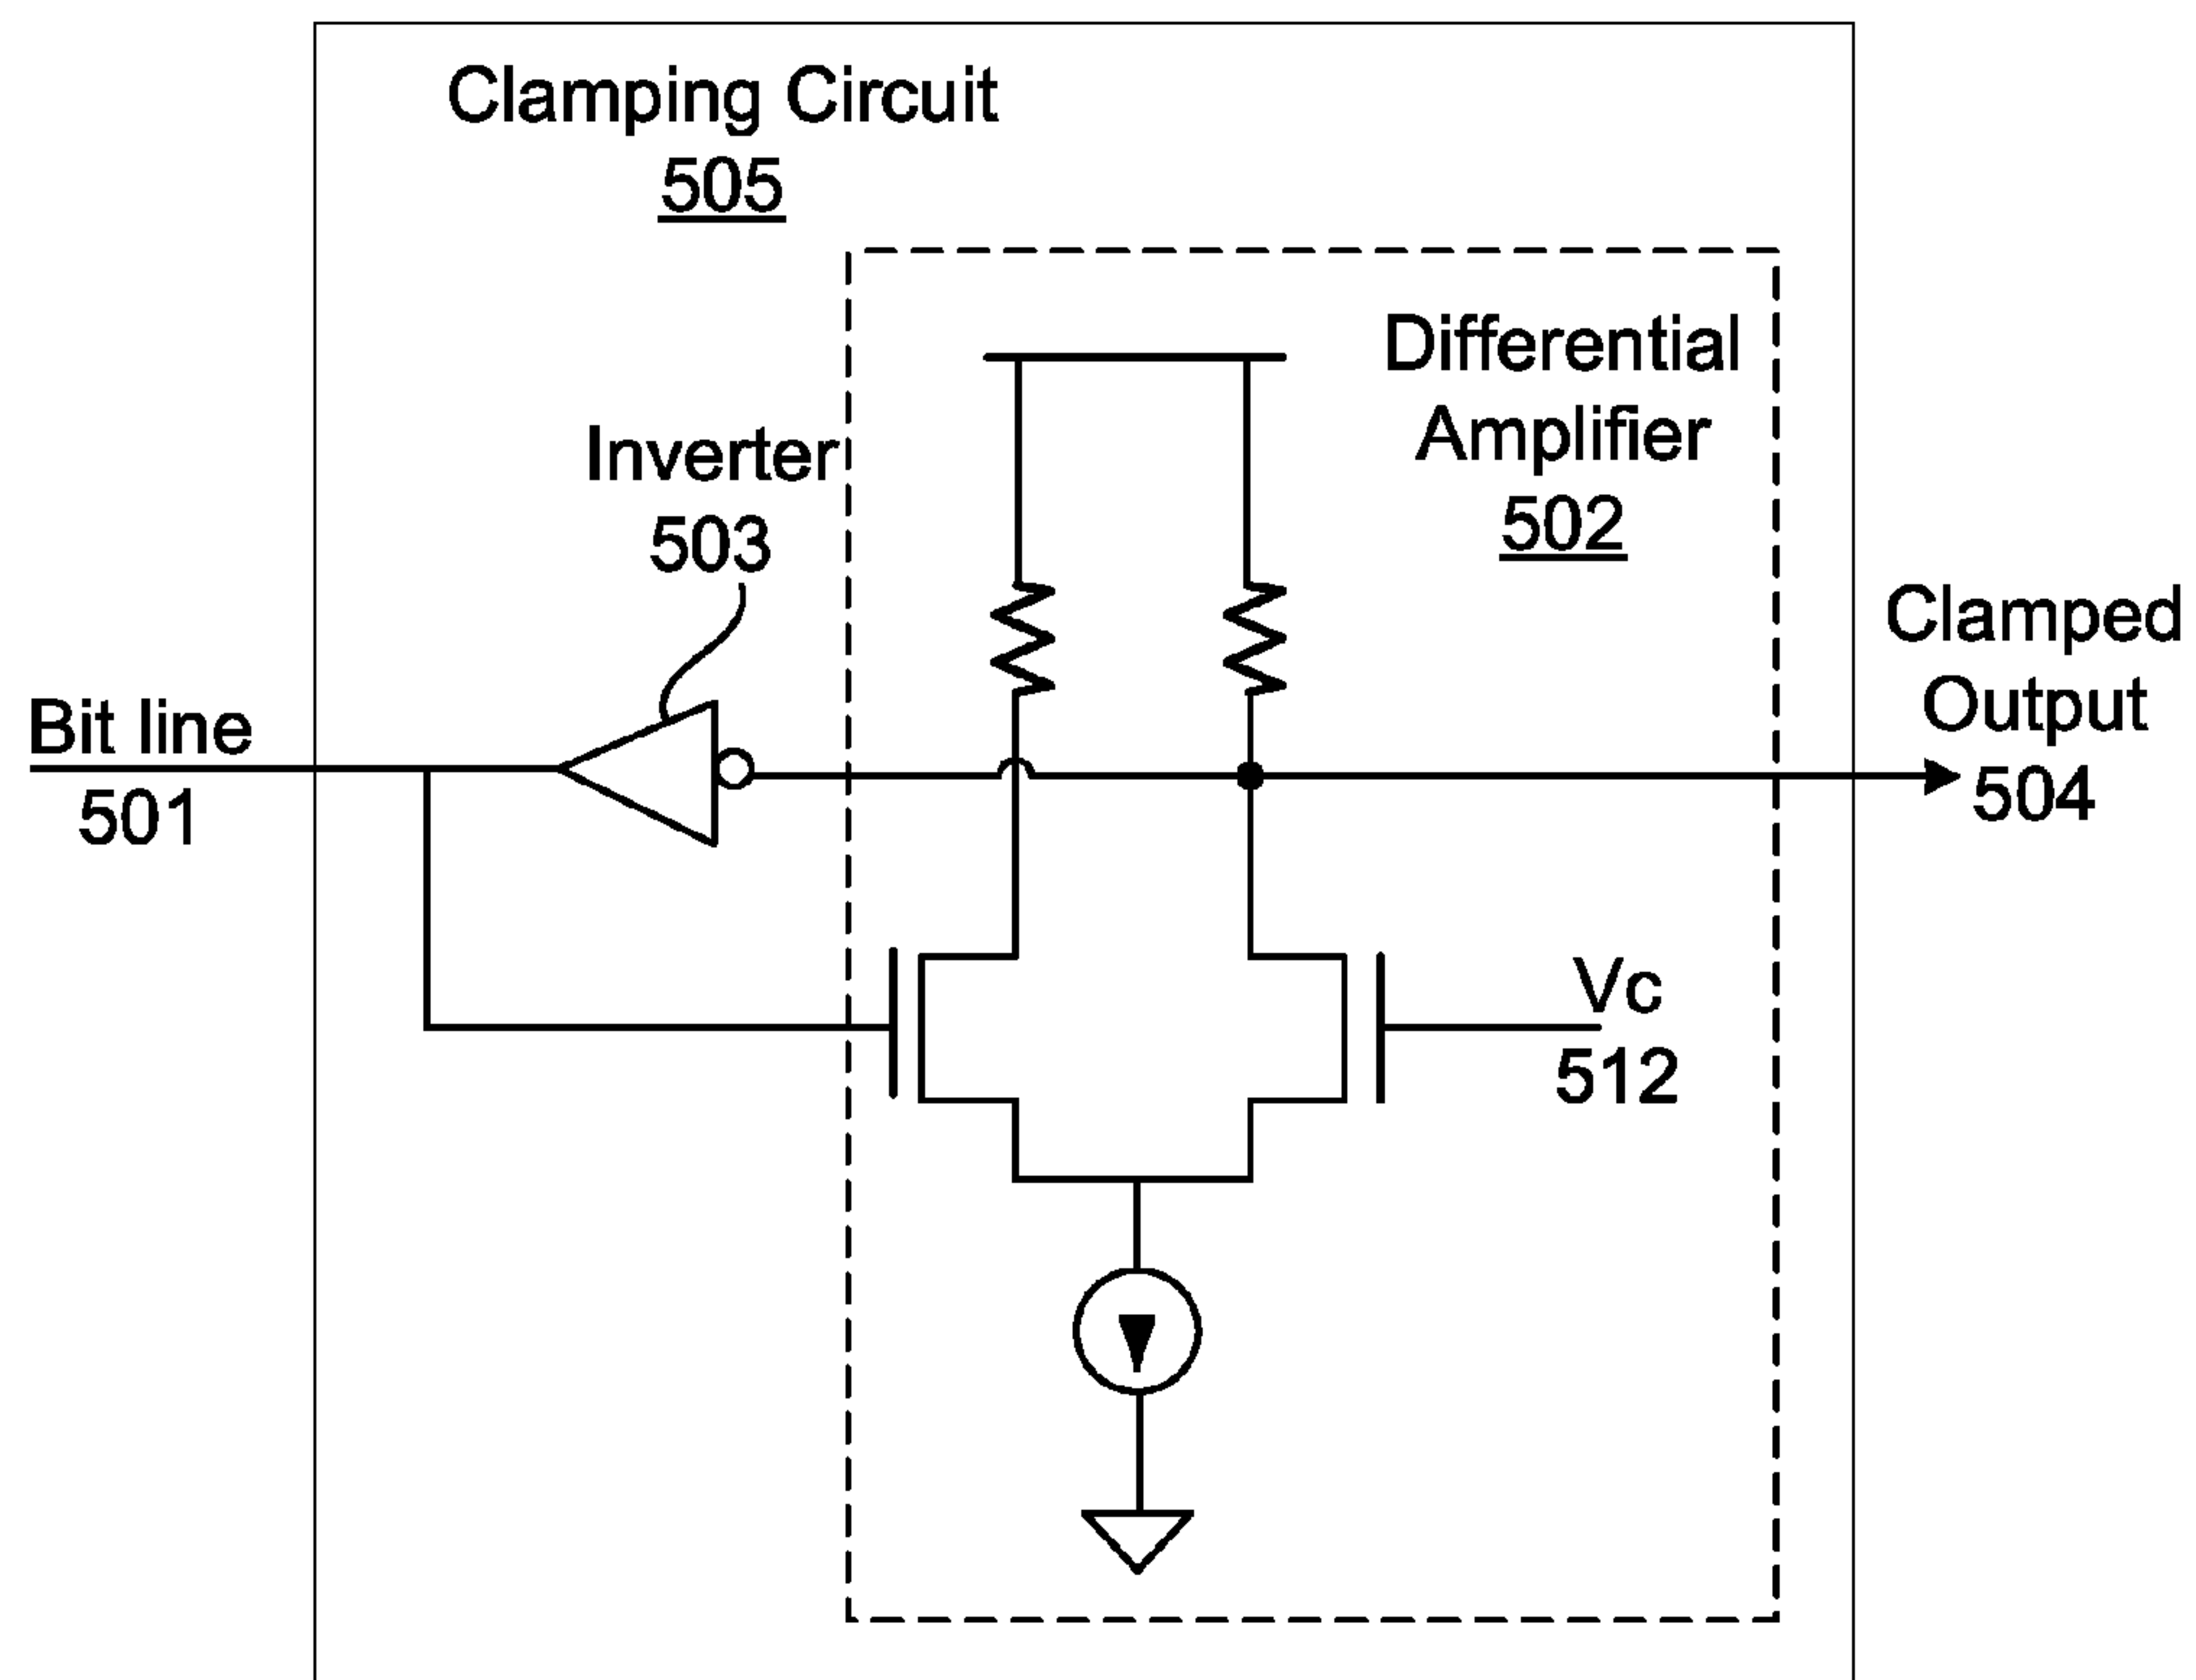 Clamping Circuit
505
Differential
Amplifier
502
Inverter
503
Clamped
Output
504
Bit line
501
Vc
512